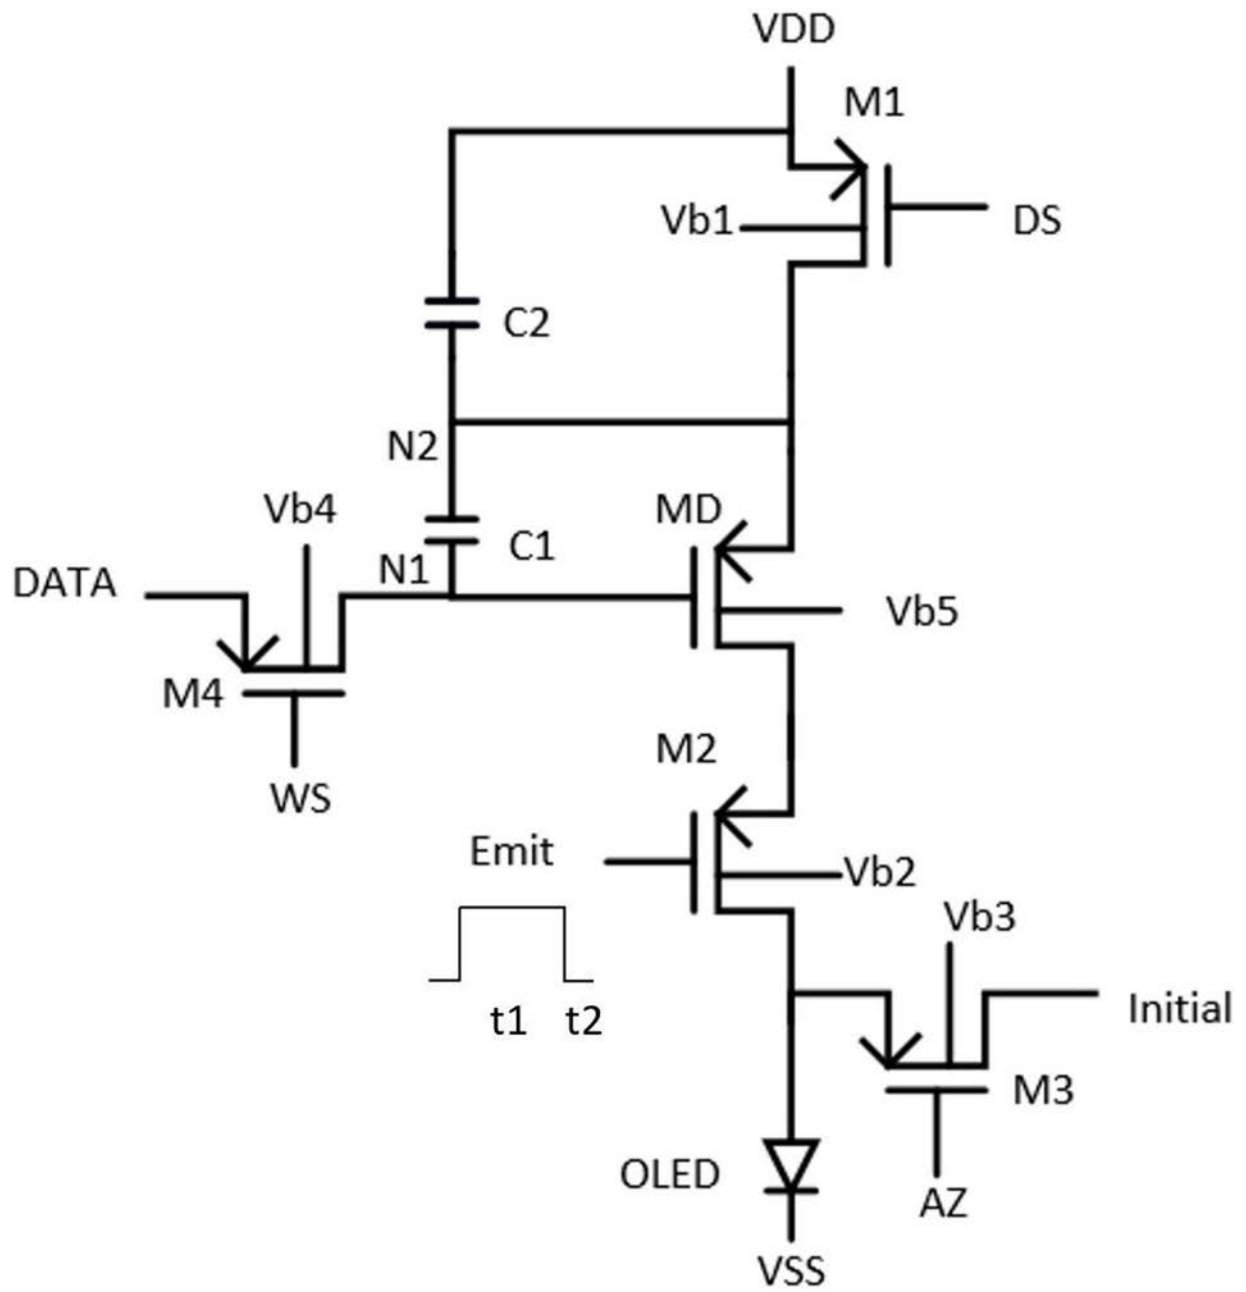 VDD
M1
Vb1
DS
C2
N2
Vb4
MD
C1
N1
DATA
Vb5
M4
M2
WS
Emit
Vb2
Vb3
t1
t2
Initial
M3
OLED
AZ
VSS